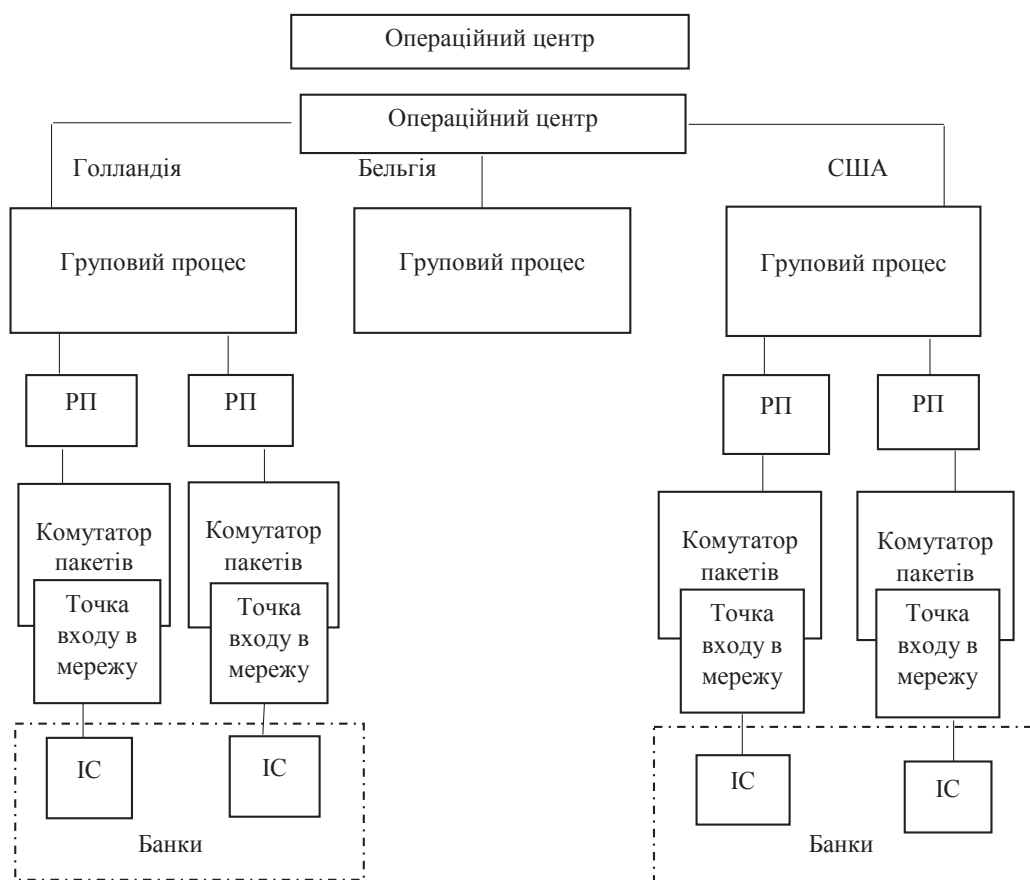 Операційний центр
Операційний центр
Голландія
Бельгія
США
Груповий процес
Груповий процес
Груповий процес
РП
РП
РП
РП
Комутатор
пакетів
Комутатор
пакетів
Комутатор
пакетів
Комутатор
пакетів
Точка
входу в
мережу
Точка
входу в
мережу
Точка
входу в
мережу
Точка
входу в
мережу
ІС
ІС
ІС
ІС
Банки
Банки